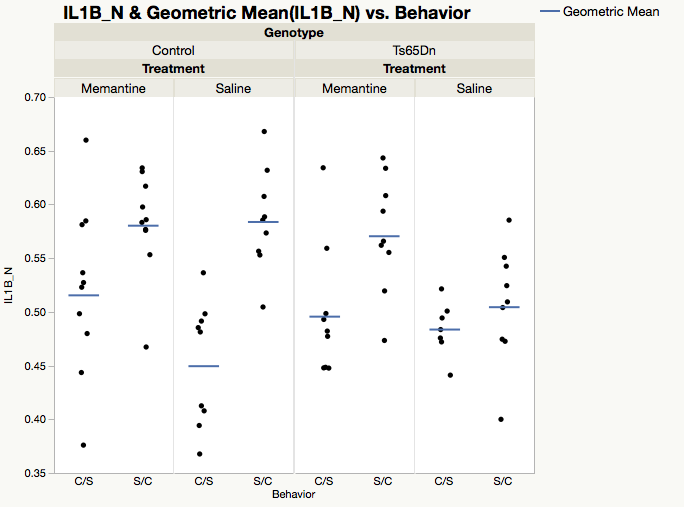 IL1B_N & Geometric Mean(IL1B_N) vs. Behavior
Geometric Mean
Genotype
Control Ts65Dn
Treatment Treatment
Memantine Saline Memantine Saline
0.70
0.65
0.60
0.55
0.50
0.45
0.40
0.35
IL1B_N
C/S S/C C/S S/C C/S S/C C/S S/C
Behavior